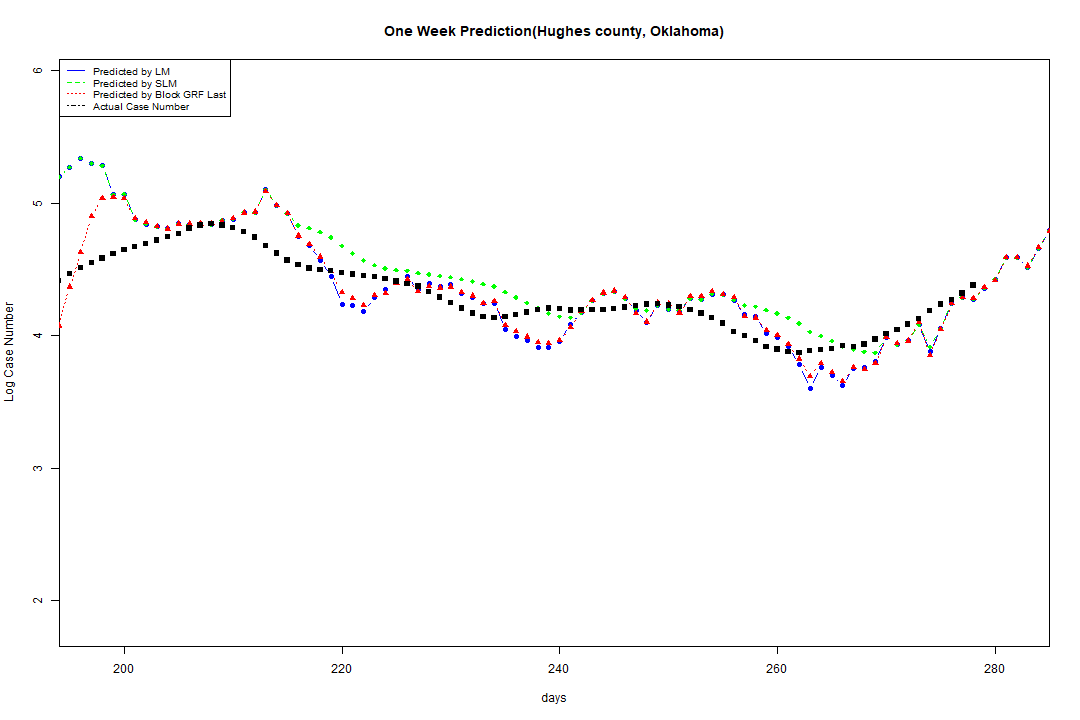 One Week Prediction(Hughes county, Oklahoma)
Predicted by LM
Predicted by SLM
Predicted by Block GRF Last
Actual Case Number
6
5
4
3
2
Log Case Number
200 220 240 260 280
days